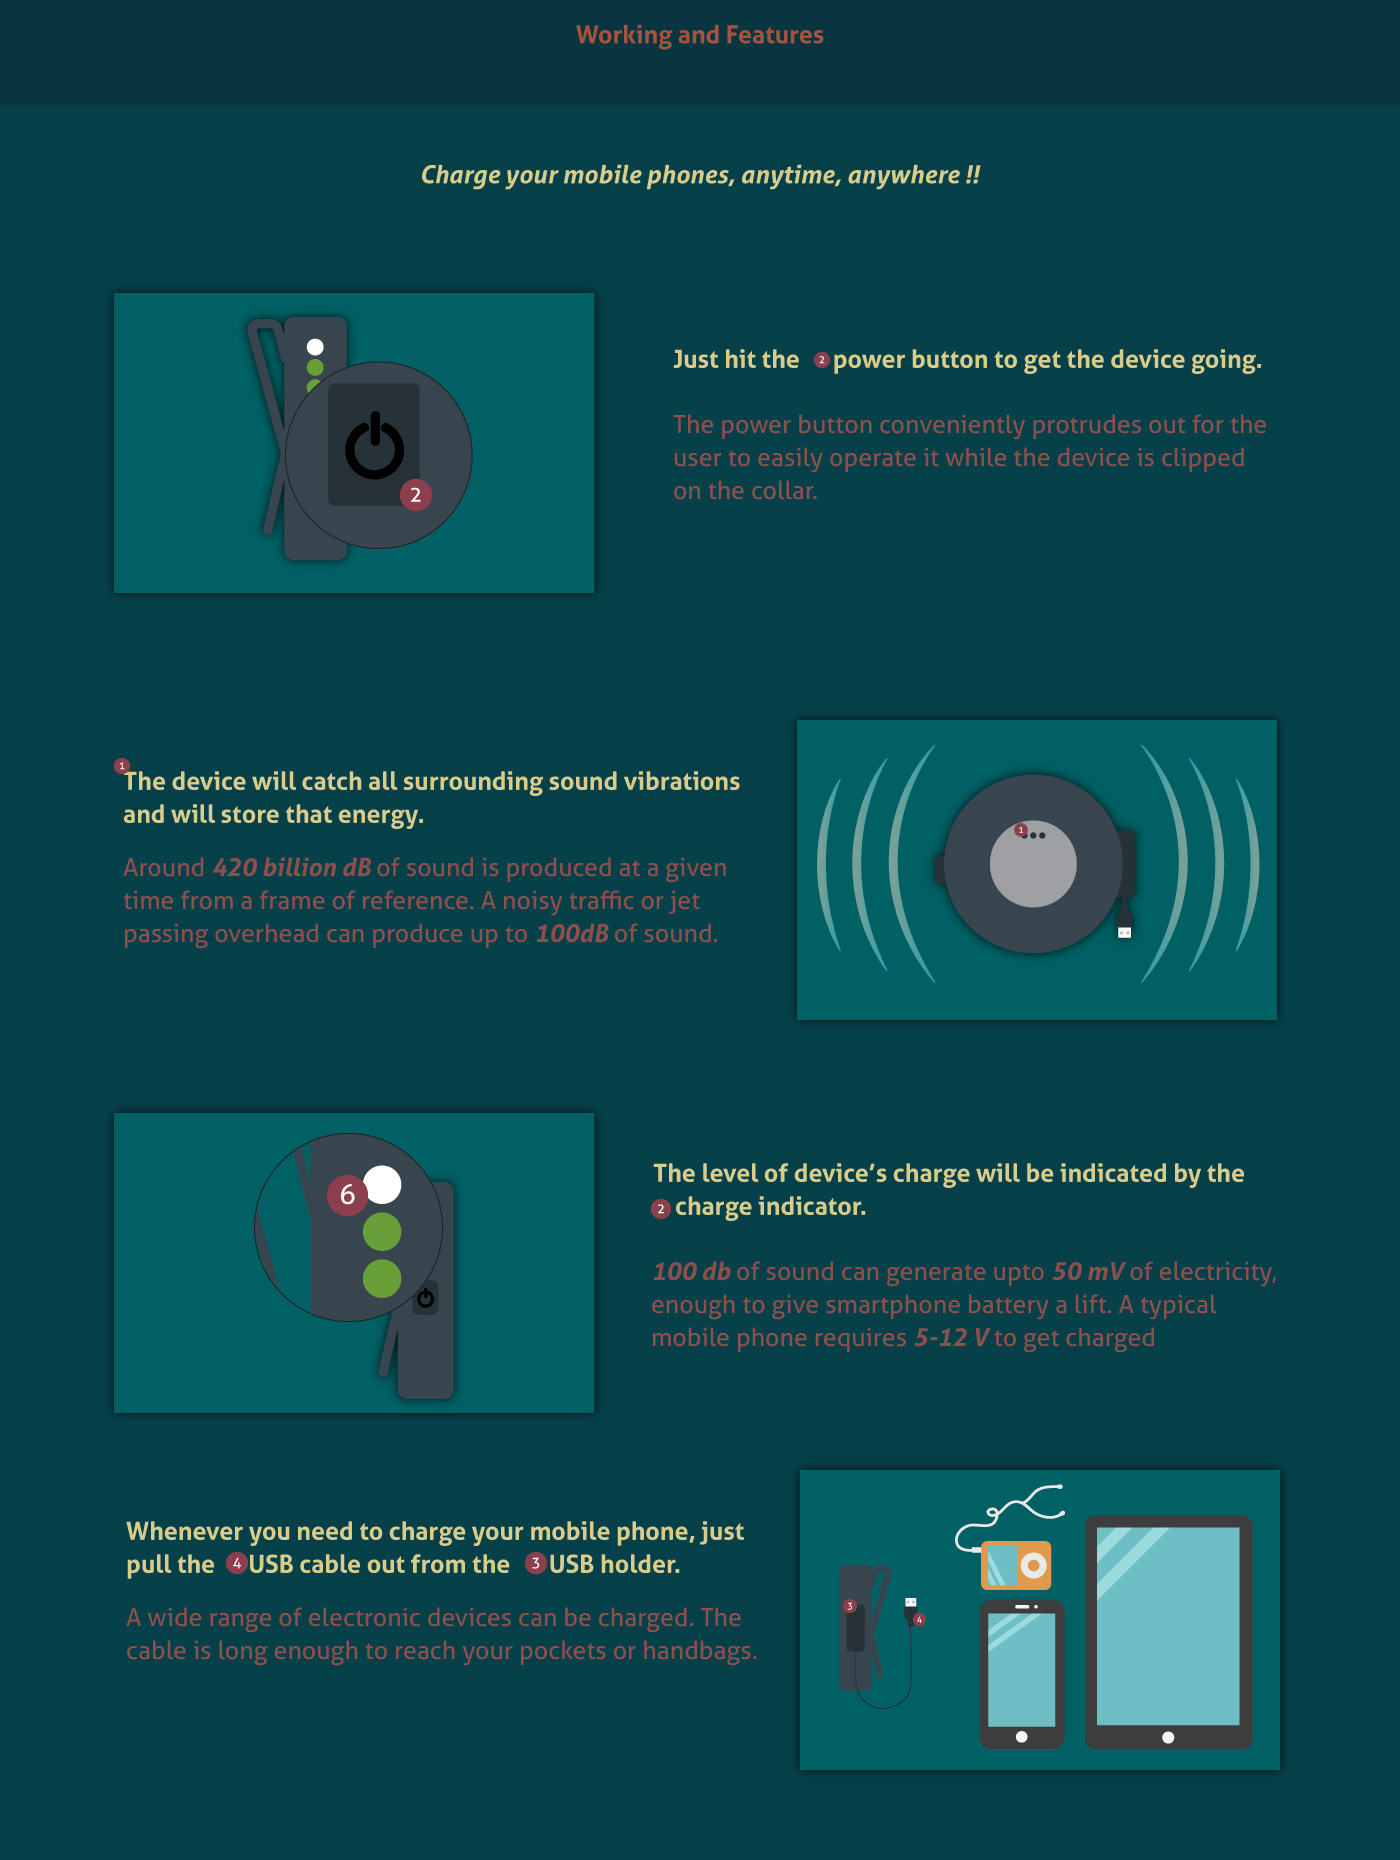 Working and Features
Charge your mobile phones, anytime, anywhere !!
2
Just hit the 2 power button to get the device going.
The power button conveniently protrudes out for the
user to easily operate it while the device is clipped
on the collar.
1
The device will catch all surrounding sound vibrations
and will store that energy.
Around 420 billion dB of sound is produced at a given
time from a frame of reference. A noisy traffic or jet
passing overhead can produce up to 100dB of sound.
1
6
The level of device's charge will be indicated by the
2 charge indicator.
100 db of sound can generate upto 50 mV of electricity,
enough to give smartphone battery a lift. A typical
mobile phone requires 5-12 V to get charged
Whenever you need to charge your mobile phone, just
pull the 4 USB cable out from the 3 USB holder.
A wide range of electronic devices can be charged. The
cable is long enough to reach your pockets or handbags.
3
4